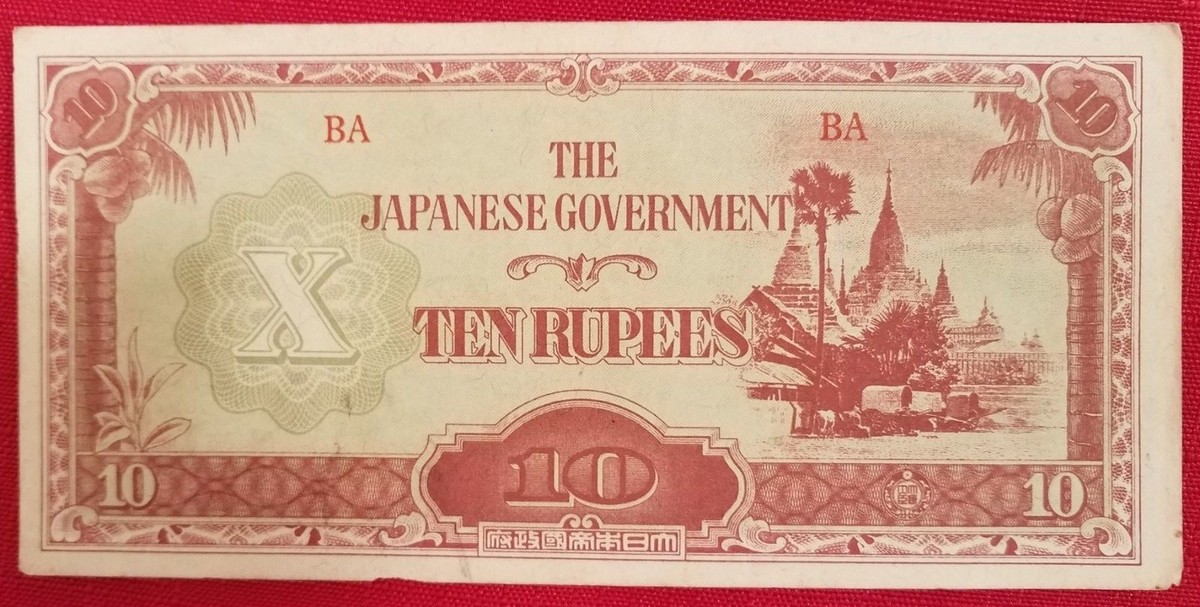 10 10
BA BA
THE
JAPANESE GOVERNMENT
X
TEN RUPEES
10
10 10
府政國帝本日大